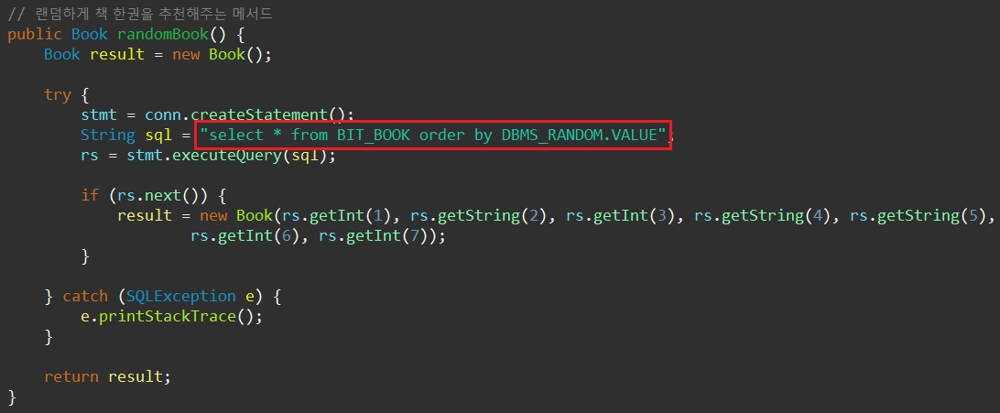 // 랜덤하게 책 한권을 추천해주는 메서드
public Book randomBook() {
    Book result = new Book();

    try {
        stmt = conn.createStatement();
        String sql = "select * from BIT_BOOK order by DBMS_RANDOM.VALUE";
        rs = stmt.executeQuery(sql);

        if (rs.next()) {
            result = new Book(rs.getInt(1), rs.getString(2), rs.getInt(3), rs.getString(4), rs.getString(5),
                    rs.getInt(6), rs.getInt(7));
        }

    } catch (SQLException e) {
        e.printStackTrace();
    }

    return result;
}